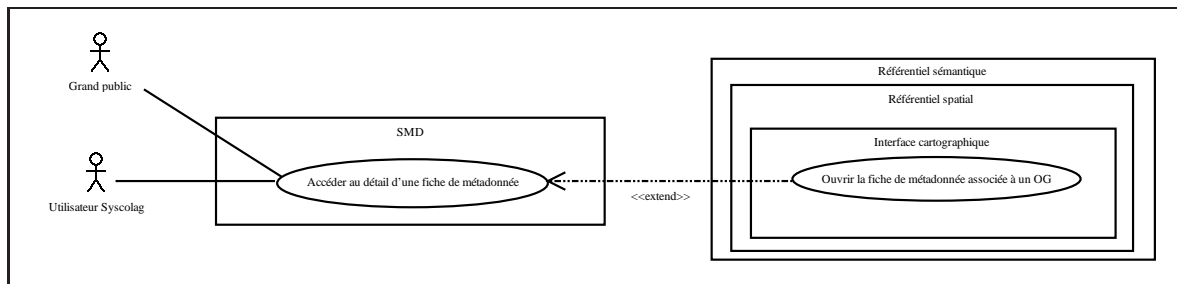 Grand public
Utilisateur Syscolag
SMD
Accéder au détail d'une fiche de métadonnée
<<extend>>
Référentiel sémantique
Référentiel spatial
Interface cartographique
Ouvrir la fiche de métadonnée associée à un OG